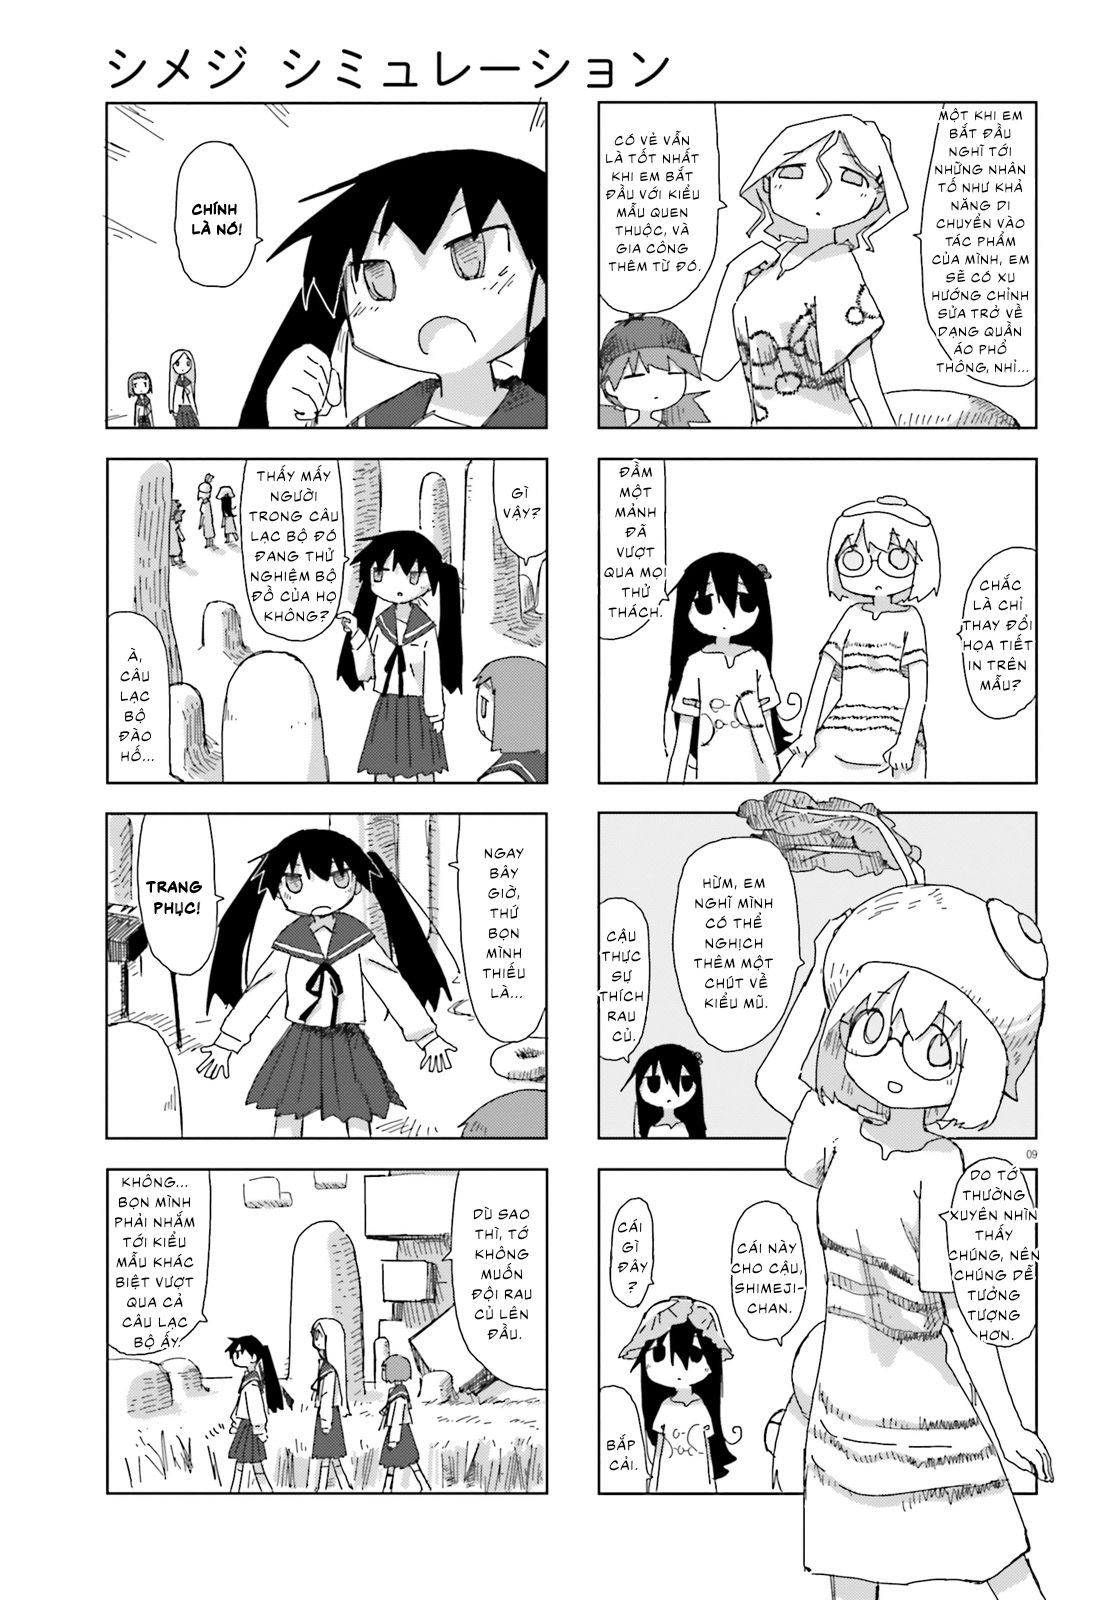 シメジ シミュレーション
MỘT KHI EM
BẮT ĐẦU
NGHĨ TỚI
NHỮNG NHÂN
TỐ NHƯ KHẢ
NĂNG DI
CHUYỂN VÀO
TÁC PHẨM
CỦA MÌNH, EM
SẼ CÓ XU
HƯỚNG CHỈNH
SỬA TRỞ VỀ
DẠNG QUẦN
ÁO PHỔ
THÔNG, NHỈ...
CÓ VẺ VẪN
LÀ TỐT NHẤT
KHI EM BẮT
ĐẦU VỚI KIỂU
MẪU QUEN
THUỘC, VÀ
GIA CÔNG
THÊM TỪ ĐÓ.
CHẮC
LÀ CHỈ
THAY ĐỔI
HỌA TIẾT
IN TRÊN
MẪU?
ĐẦM
MỘT
MẢNH
ĐÃ
VƯỢT
QUA MỌI
THỬ
THÁCH.
HỪM, EM
NGHĨ MÌNH
CÓ THỂ
NGHỊCH
THÊM MỘT
CHÚT VỀ
KIỂU MŨ.
CẬU
THỰC
SỰ
THÍCH
RAU
CỦ.
09
DO TỚ
THƯỜNG
XUYÊN NHÌN
THẤY
CHÚNG, NÊN
CHÚNG DỄ
TƯỞNG
TƯỢNG
HƠN.
CÁI NÀY
CHO CẬU,
SHIMEJI-
CHAN.
CÁI
GÌ
ĐÂY
?
BẮP
CẢI.
CHÍNH
LÀ NÓ!
GÌ
VẬY?
THẤY MẤY
NGƯỜI
TRONG CÂU
LẠC BỘ ĐÓ
ĐANG THỬ
NGHIỆM BỘ
ĐỒ CỦA HỌ
KHÔNG?
À,
CÂU
LẠC
BỘ
ĐÀO
HỐ...
NGAY
BÂY
GIỜ,
THỨ
BỌN
MÌNH
THIẾU
LÀ...
TRANG
PHỤC!
DÙ SAO
THÌ, TỚ
KHÔNG
MUỐN
ĐỘI RAU
CỦ LÊN
ĐẦU.
KHÔNG...
BỌN MÌNH
PHẢI NHẮM
TỚI KIỂU
MẪU KHÁC
BIỆT VƯỢT
QUA CẢ
CÂU LẠC
BỘ ẤY.